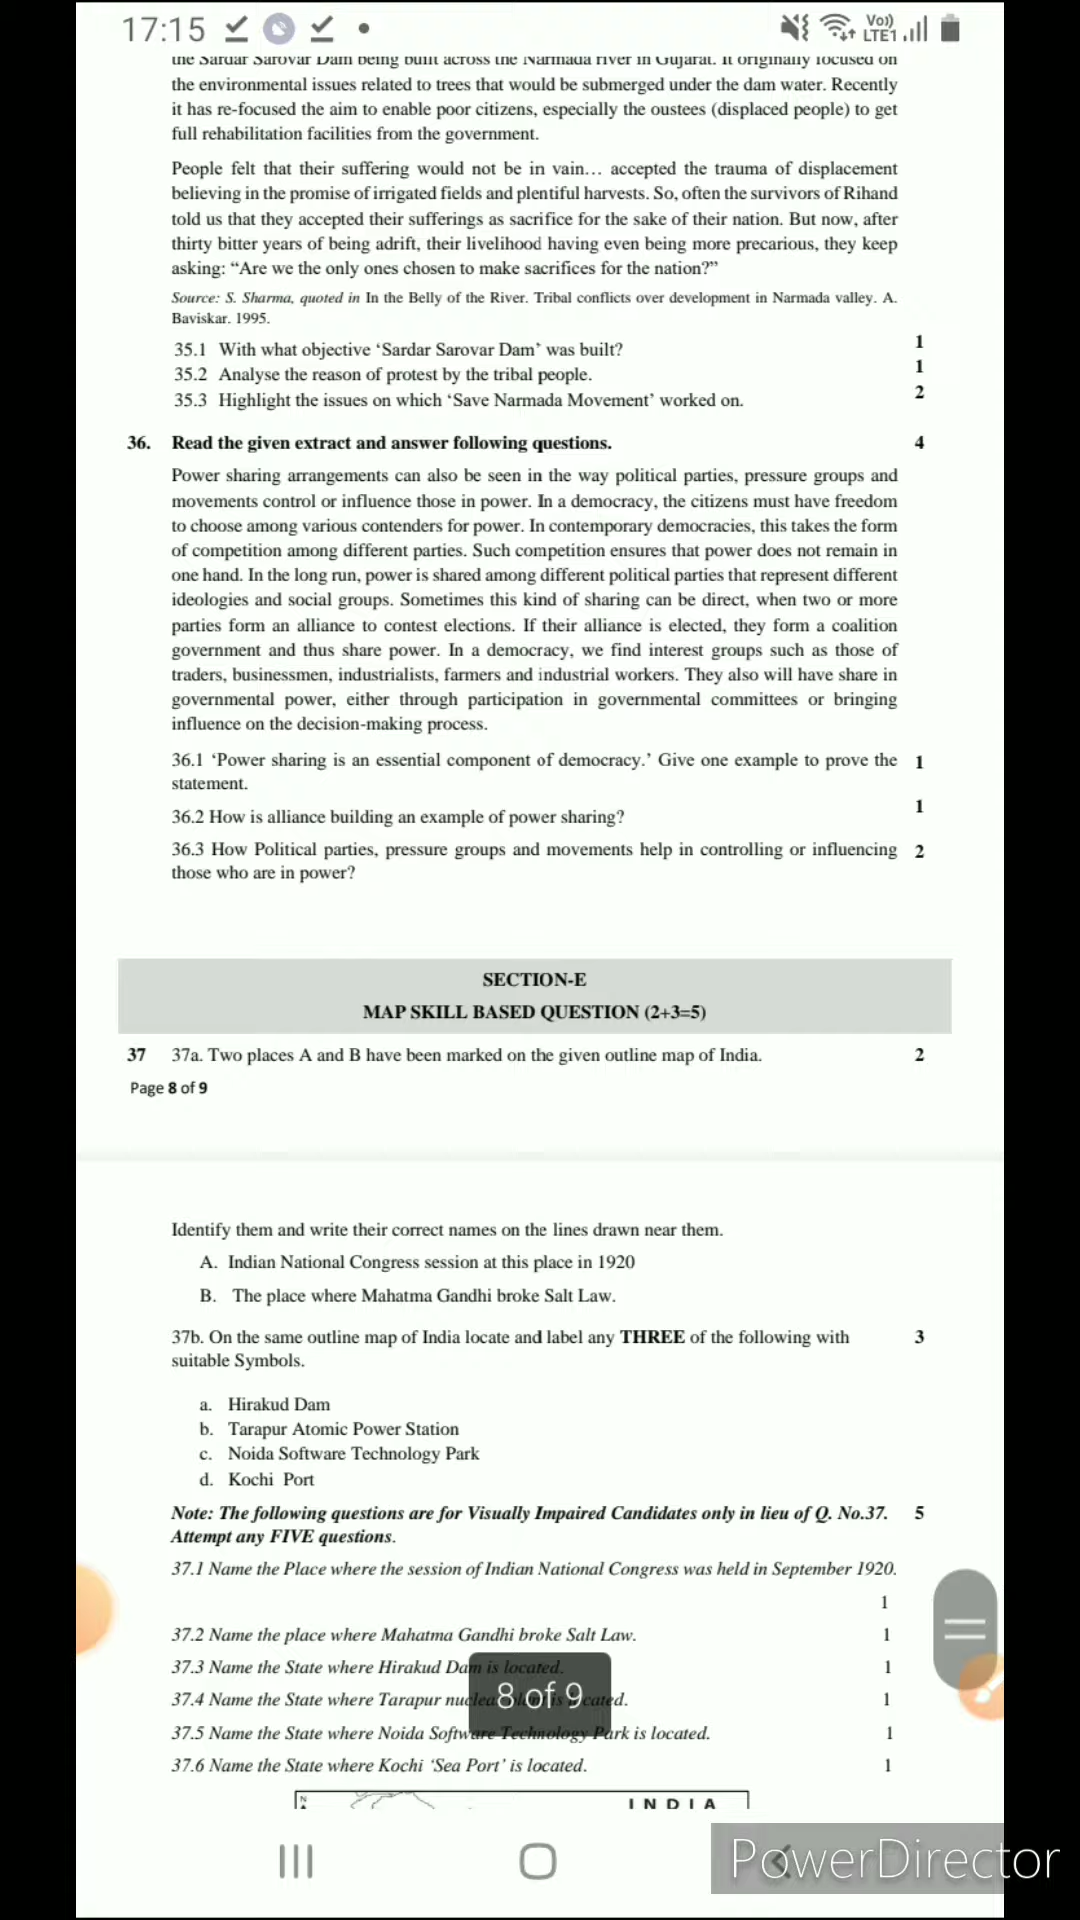 17:15
Vo)) LTE1
the Sardar Sarovar Dam being built across the Narmada river in Gujarat. It originally focused on
the environmental issues related to trees that would be submerged under the dam water. Recently
it has re-focused the aim to enable poor citizens, especially the oustees (displaced people) to get
full rehabilitation facilities from the government.
People felt that their suffering would not be in vain… accepted the trauma of displacement
believing in the promise of irrigated fields and plentiful harvests. So, often the survivors of Rihand
told us that they accepted their sufferings as sacrifice for the sake of their nation. But now, after
thirty bitter years of being adrift, their livelihood having even being more precarious, they keep
asking: “Are we the only ones chosen to make sacrifices for the nation?”
Source: S. Sharma, quoted in In the Belly of the River. Tribal conflicts over development in Narmada valley. A.
Baviskar. 1995.
35.1 With what objective ‘Sardar Sarovar Dam’ was built? 1
35.2 Analyse the reason of protest by the tribal people. 1
35.3 Highlight the issues on which ‘Save Narmada Movement’ worked on. 2
36. Read the given extract and answer following questions. 4
Power sharing arrangements can also be seen in the way political parties, pressure groups and
movements control or influence those in power. In a democracy, the citizens must have freedom
to choose among various contenders for power. In contemporary democracies, this takes the form
of competition among different parties. Such competition ensures that power does not remain in
one hand. In the long run, power is shared among different political parties that represent different
ideologies and social groups. Sometimes this kind of sharing can be direct, when two or more
parties form an alliance to contest elections. If their alliance is elected, they form a coalition
government and thus share power. In a democracy, we find interest groups such as those of
traders, businessmen, industrialists, farmers and industrial workers. They also will have share in
governmental power, either through participation in governmental committees or bringing
influence on the decision-making process.
36.1 ‘Power sharing is an essential component of democracy.’ Give one example to prove the 1
statement.
36.2 How is alliance building an example of power sharing? 1
36.3 How Political parties, pressure groups and movements help in controlling or influencing 2
those who are in power?
SECTION-E
MAP SKILL BASED QUESTION (2+3=5)
37 37a. Two places A and B have been marked on the given outline map of India. 2
Page 8 of 9
Identify them and write their correct names on the lines drawn near them.
A. Indian National Congress session at this place in 1920
B. The place where Mahatma Gandhi broke Salt Law.
37b. On the same outline map of India locate and label any THREE of the following with 3
suitable Symbols.
a. Hirakud Dam
b. Tarapur Atomic Power Station
c. Noida Software Technology Park
d. Kochi Port
Note: The following questions are for Visually Impaired Candidates only in lieu of Q. No.37. 5
Attempt any FIVE questions.
37.1 Name the Place where the session of Indian National Congress was held in September 1920.
1
37.2 Name the place where Mahatma Gandhi broke Salt Law. 1
37.3 Name the State where Hirakud Dam is located. 1
37.4 Name the State where Tarapur nuclear plant is located. 1
8 of 9
37.5 Name the State where Noida Software Technology Park is located. 1
37.6 Name the State where Kochi ‘Sea Port’ is located. 1
N
INDIA
PowerDirector